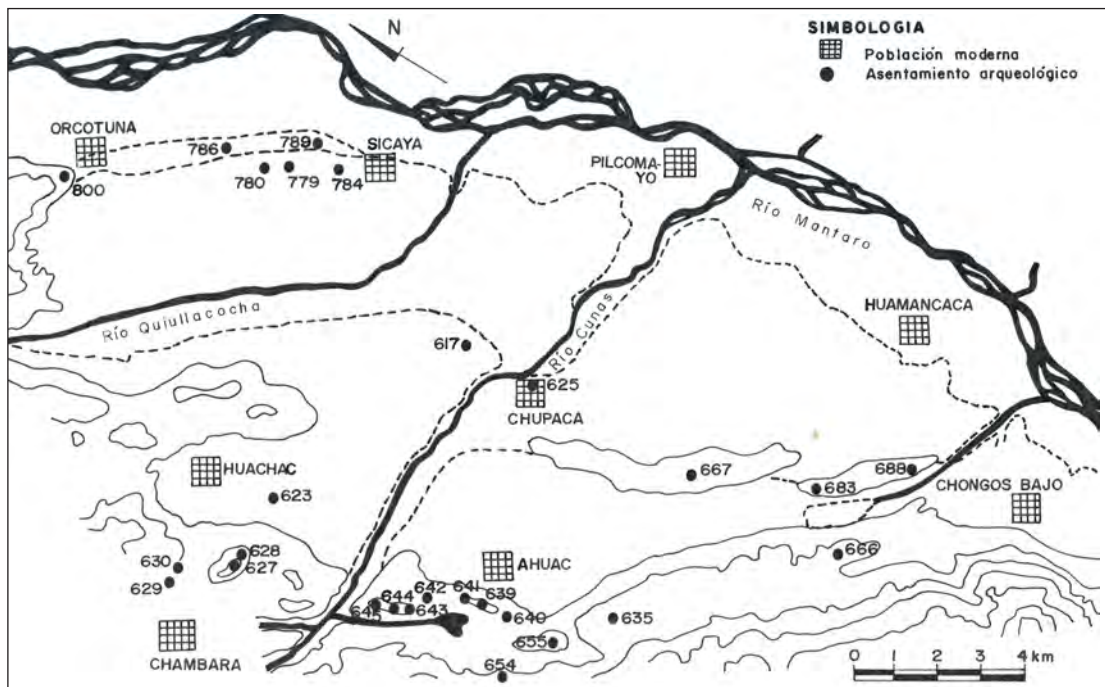 N
SIMBOLOGIA
Población moderna
Asentamiento arqueológico
ORCOTUNA
800
786
789
780
779
784
SICAYA
PILCOMA-
YO
Río Mantaro
Río Quiullacocha
Río Cunas
HUAMANCACA
617
625
CHUPACA
HUACHAC
623
667
683
688
CHONGOS BAJO
630
629
628
627
AHUAC
666
645
644
643
642
641
639
640
635
655
654
CHAMBARA
0 1 2 3 4 km